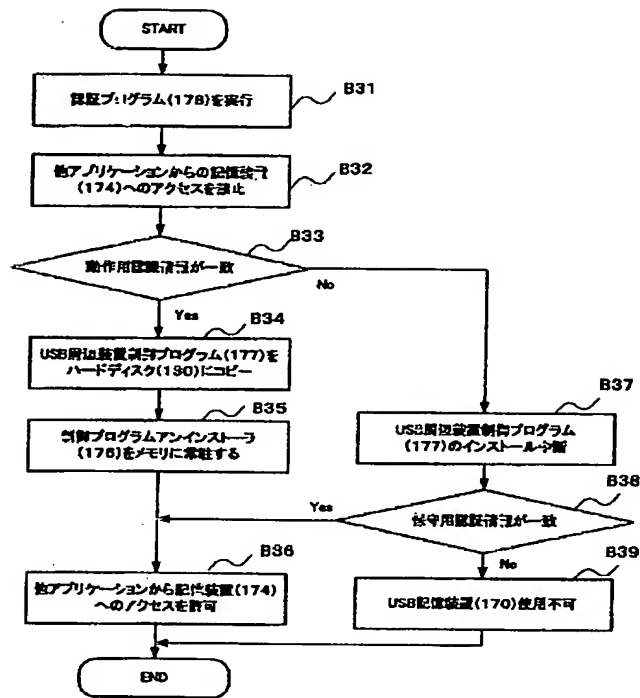 START
認証プログラム(178)を実行
B31
他アプリケーションからの記憶装置
(174)へのアクセスを禁止
B32
B33
動作用認証情報が一致
No
Yes
B34
USB周辺装置制御プログラム(177)を
ハードディスク(130)にコピー
B35
制御プログラムアンインストーラ
(176)をメモリに常駐する
B37
USB周辺装置制御プログラム
(177)のインストール中断
B38
保守用認証情報が一致
Yes
No
B36
他アプリケーションから記憶装置(174)
へのアクセスを許可
B39
USB記憶装置(170)使用不可
END